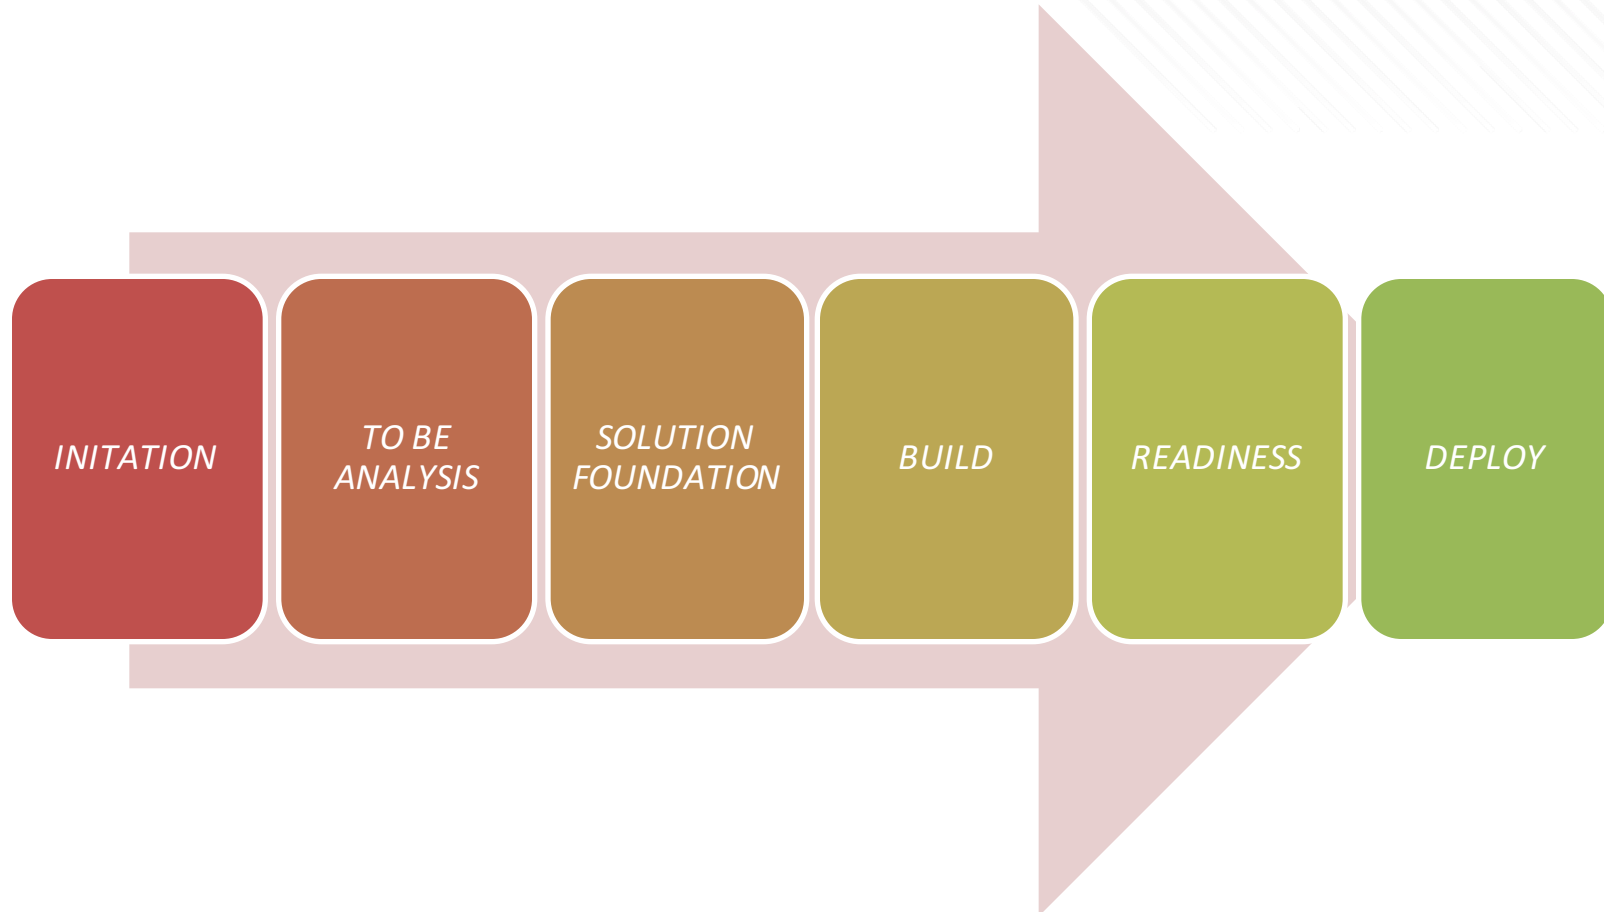 INITATION
TO BE
ANALYSIS
SOLUTION
FOUNDATION
BUILD
READINESS
DEPLOY